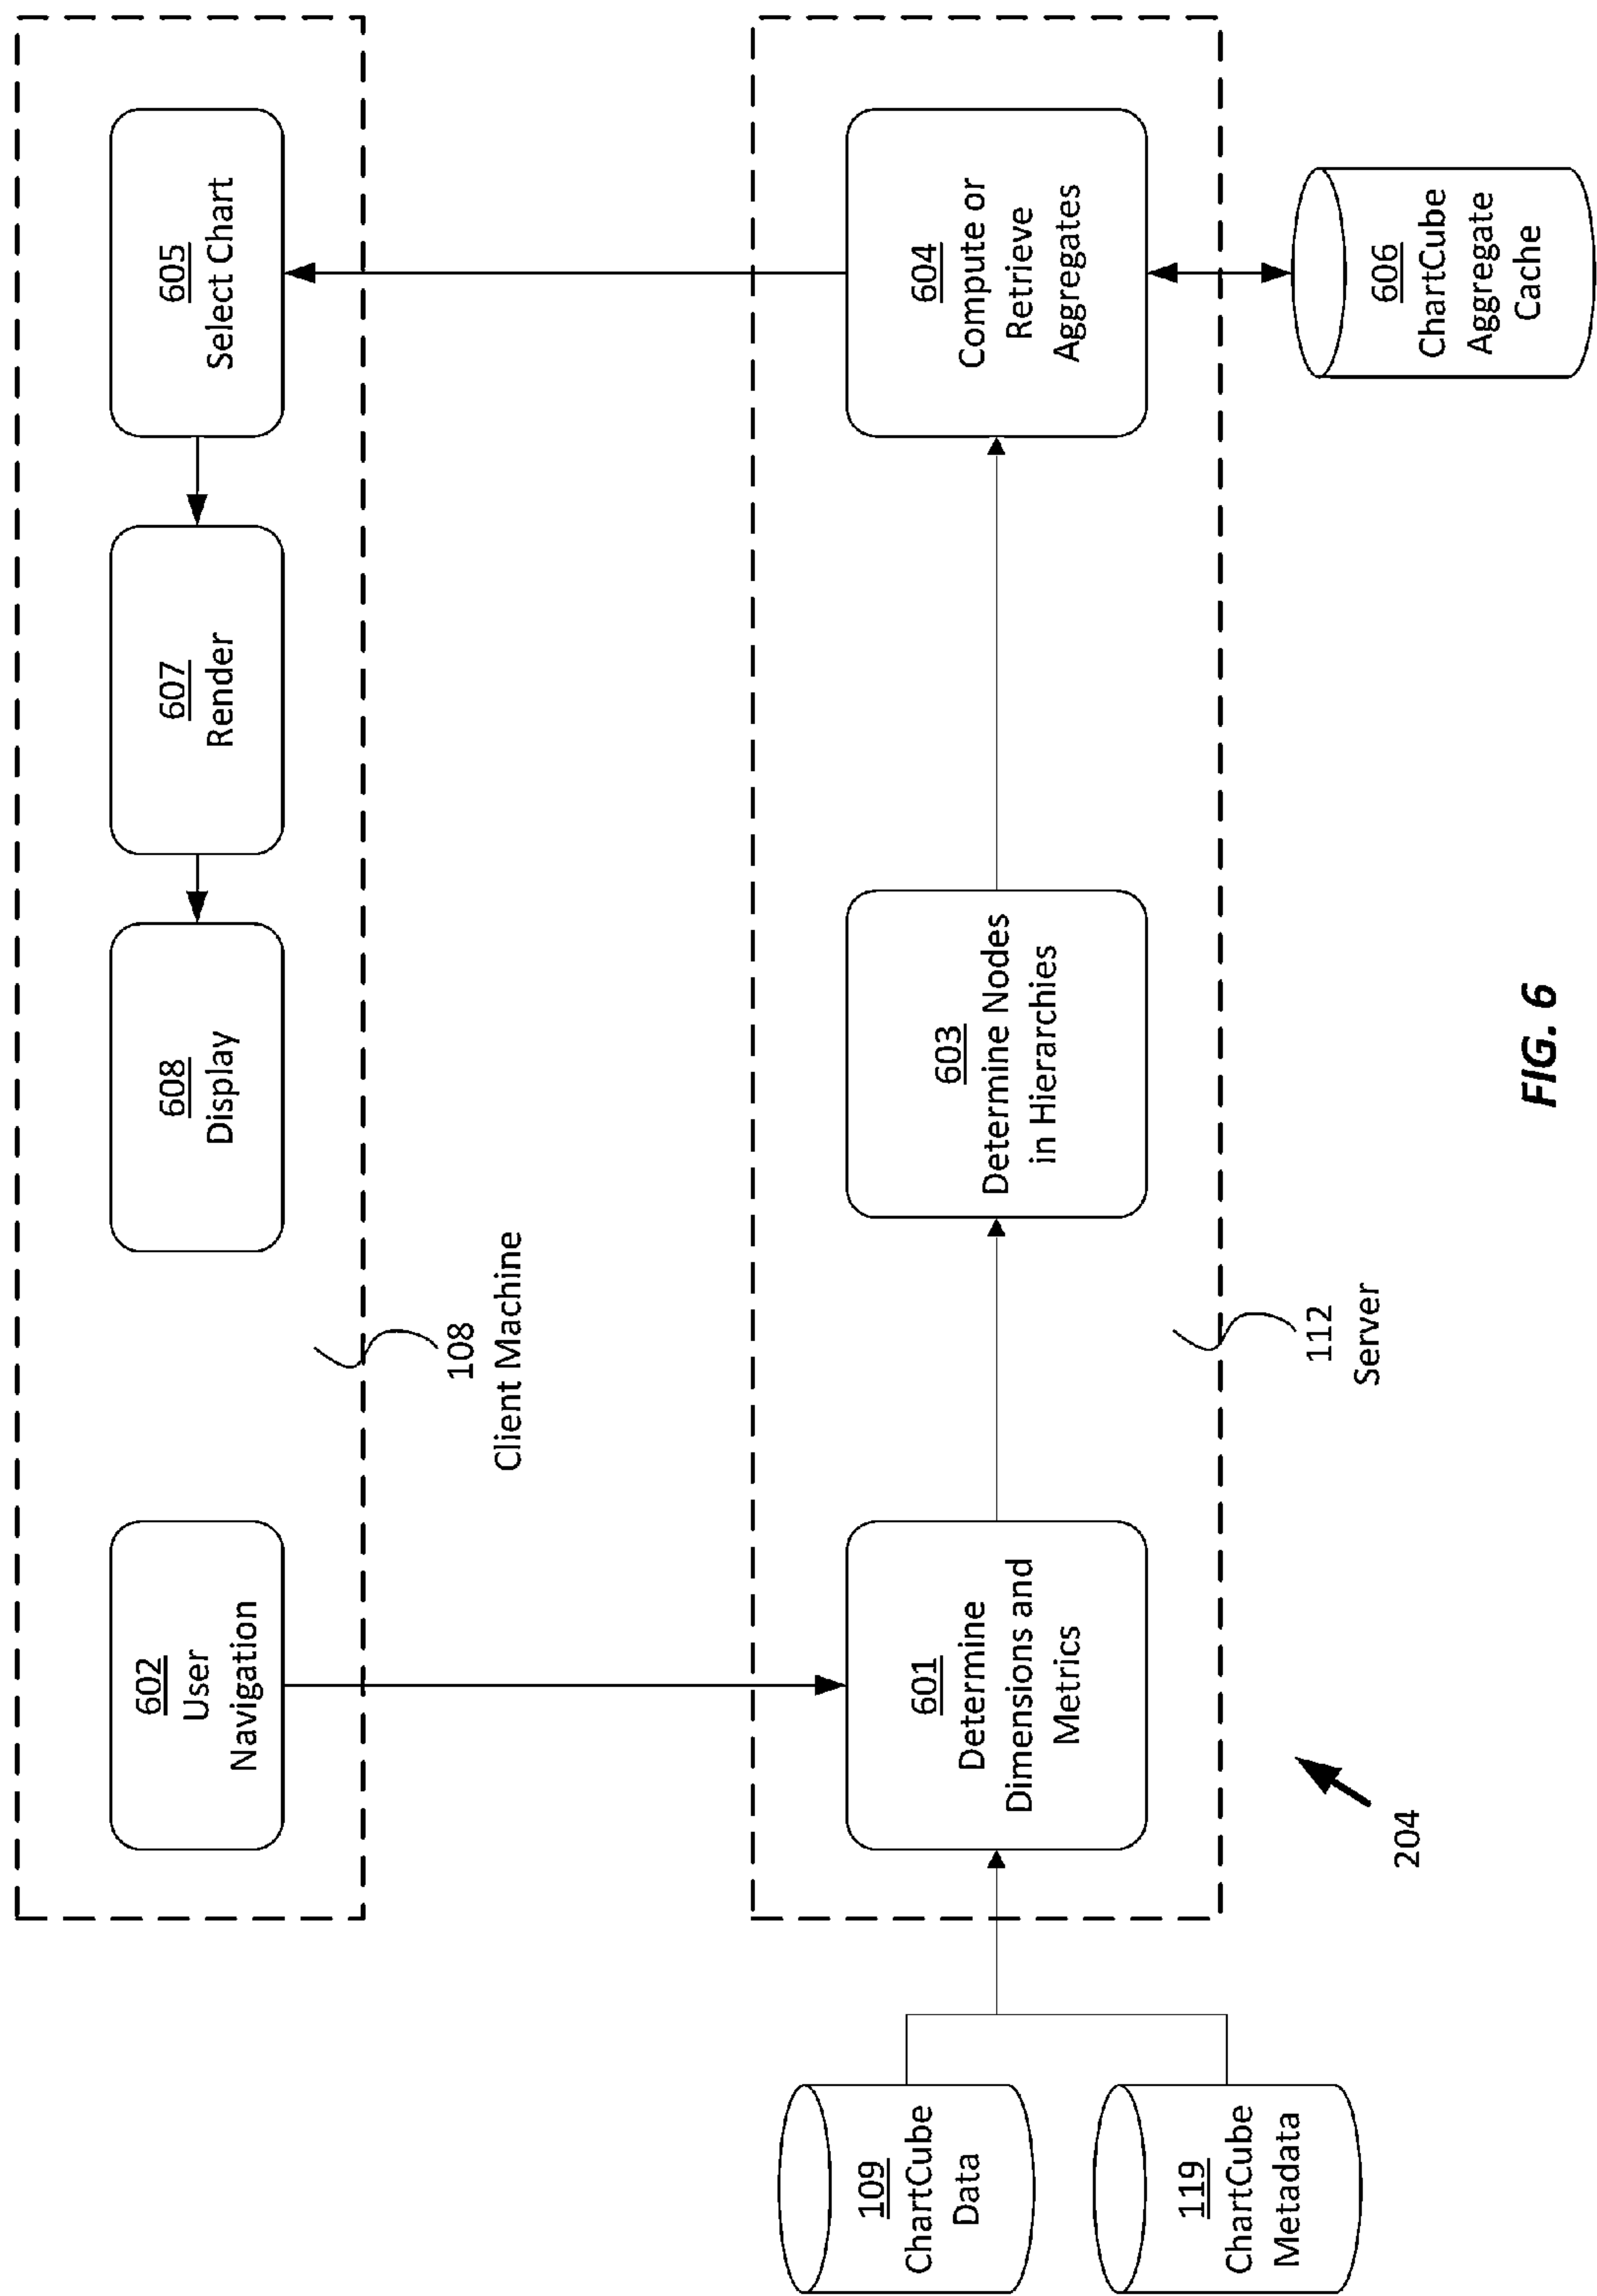 602
User
Navigation
608
Display
607
Render
605
Select Chart
108
Client Machine
109
ChartCube
Data
119
ChartCube
Metadata
601
Determine
Dimensions and
Metrics
603
Determine Nodes
in Hierarchies
604
Compute or
Retrieve
Aggregates
112
Server
606
ChartCube
Aggregate
Cache
204
FIG. 6